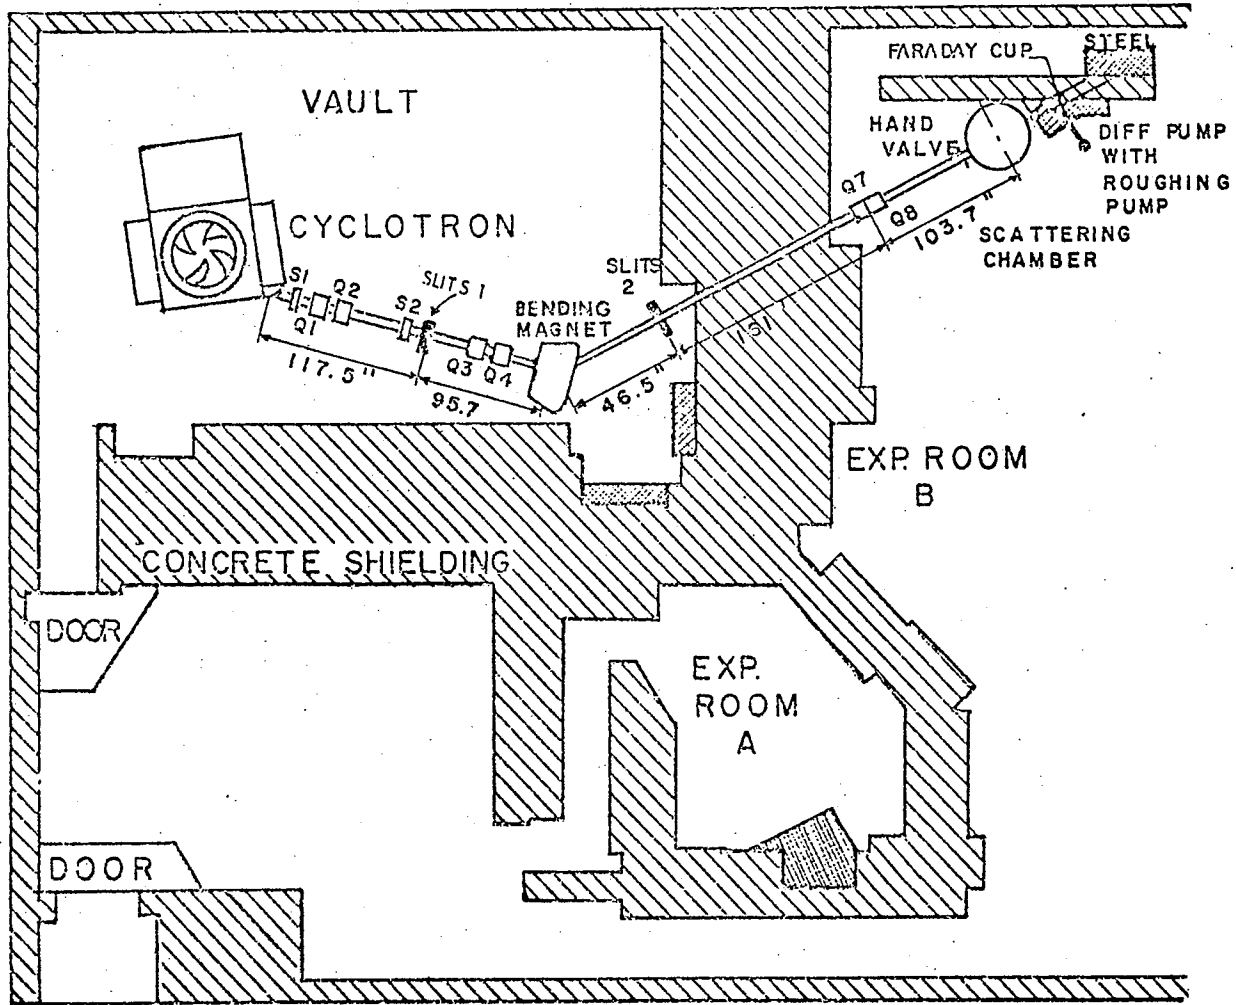 FARADAY CUP
STEEL
VAULT
HAND
VALVE
DIFF PUMP
WITH
ROUGHING
PUMP
Q7
Q8
103.7"
SCATTERING
CHAMBER
CYCLOTRON
S1
Q2
Q1
S2
SLITS 1
SLITS
2
BENDING
MAGNET
151"
Q3
Q4
117.5"
95.7
46.5"
EXP. ROOM
B
CONCRETE SHIELDING
DOOR
EXP.
ROOM
A
DOOR